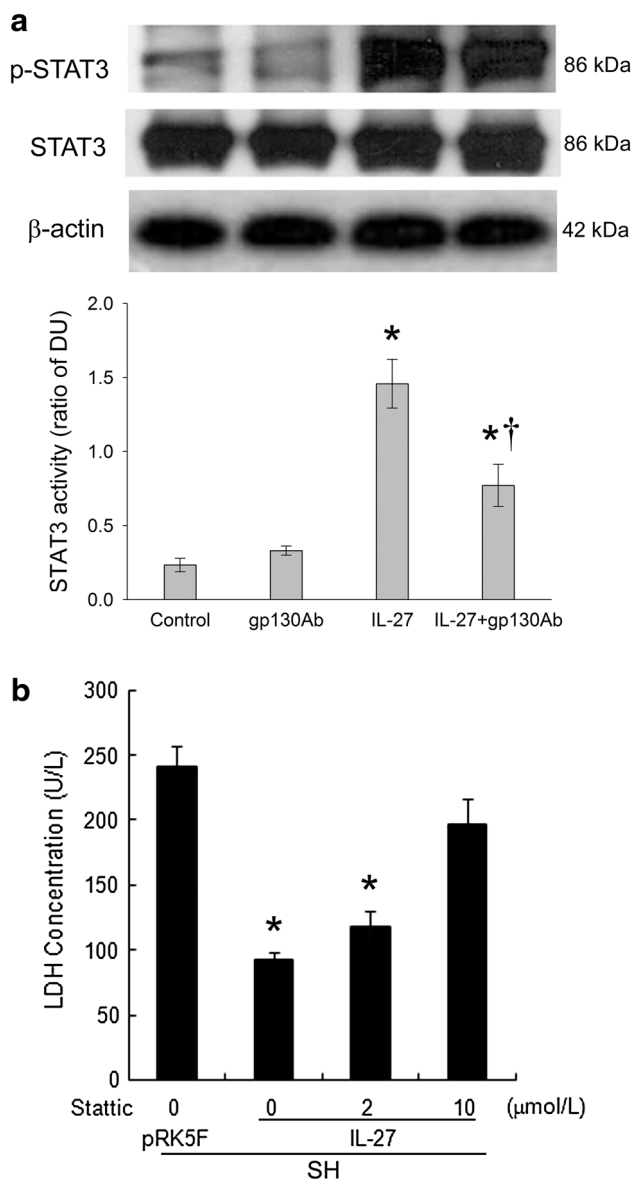 a
p-STAT3 86 kDa
STAT3 86 kDa
β-actin 42 kDa
STAT3 activity (ratio of DU)
2.0
1.5
1.0
0.5
0.0
*
*†
Control gp130Ab IL-27 IL-27+gp130Ab
b
LDH Concentration (U/L)
300
250
200
150
100
50
0
*
*
Stattic 0 0 2 10 (μmol/L)
pRK5F IL-27
SH